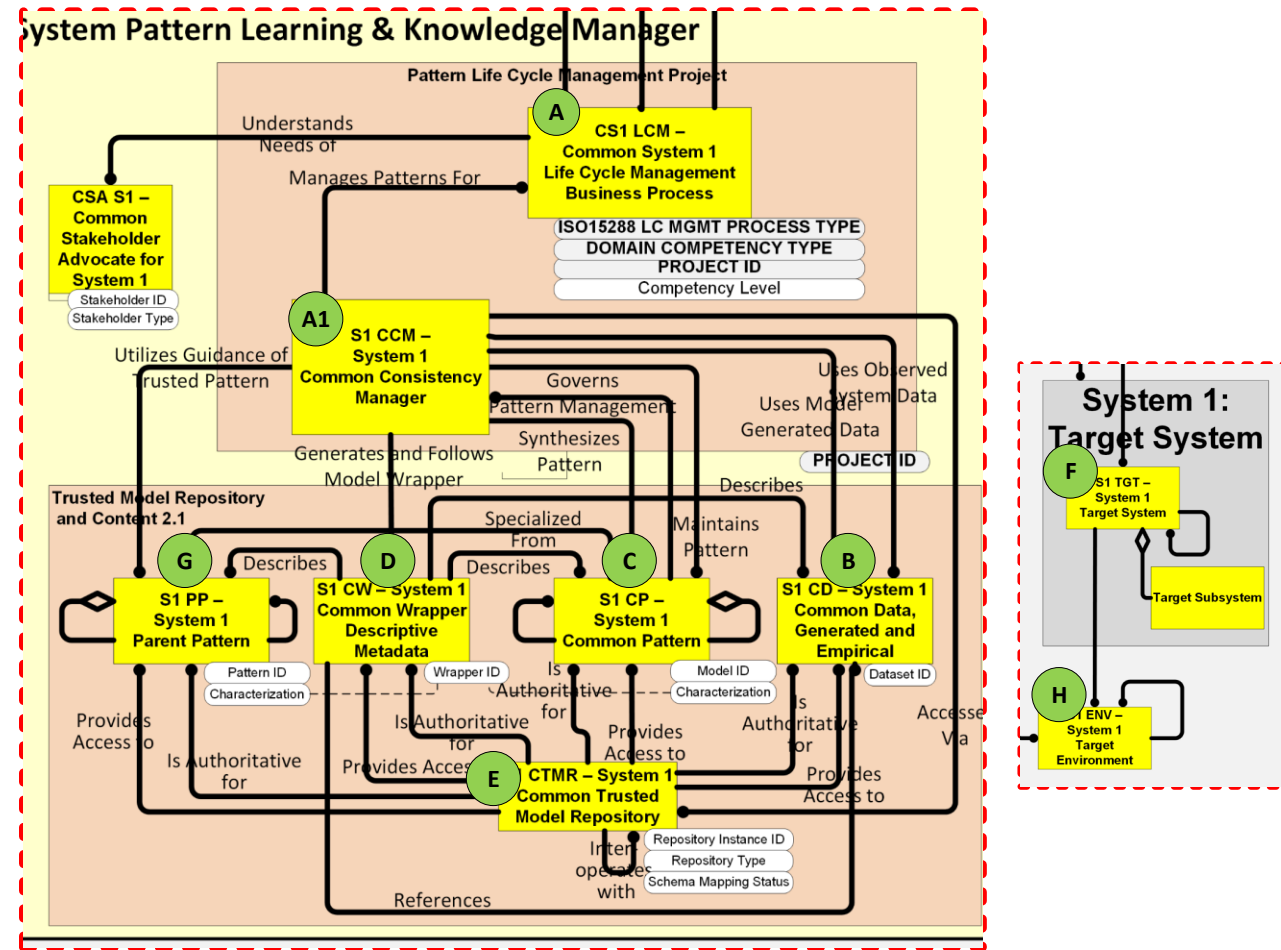 System Pattern Learning & Knowledge Manager
Pattern Life Cycle Management Project
A
CS1 LCM –
Common System 1
Life Cycle Management
Business Process
Understands
Needs of
Manages Patterns For
CSA S1 –
Common
Stakeholder
Advocate for
System 1
Stakeholder ID
Stakeholder Type
ISO15288 LC MGMT PROCESS TYPE
DOMAIN COMPETENCY TYPE
PROJECT ID
Competency Level
A1
S1 CCM –
System 1
Common Consistency
Manager
Utilizes Guidance of
Trusted Pattern
Governs
Pattern Management
Uses Observed
System Data
Uses Model
Generated Data
Synthesizes
Pattern
Generates and Follows
Model Wrapper
PROJECT ID
Trusted Model Repository
and Content 2.1
Describes
Specialized
From
Maintains
Pattern
Describes
Describes
G
S1 PP –
System 1
Parent Pattern
D
S1 CW – System 1
Common Wrapper
Descriptive
Metadata
C
S1 CP –
System 1
Common Pattern
B
S1 CD – System 1
Common Data,
Generated and
Empirical
Pattern ID
Characterization
Wrapper ID
Model ID
Characterization
Dataset ID
Provides
Access to
Is Authoritative
for
Is Authoritative
for
Provides Acces
Is
Authoritative
for
Provides
Access to
Is
Authoritative
for
Provides
Access to
Accesse
Via
E
CTMR – System 1
Common Trusted
Model Repository
Repository Instance ID
Repository Type
Schema Mapping Status
Inter-
operates
with
References
System 1:
Target System
F
S1 TGT –
System 1
Target System
Target Subsystem
H
1 ENV –
System 1
Target
Environment